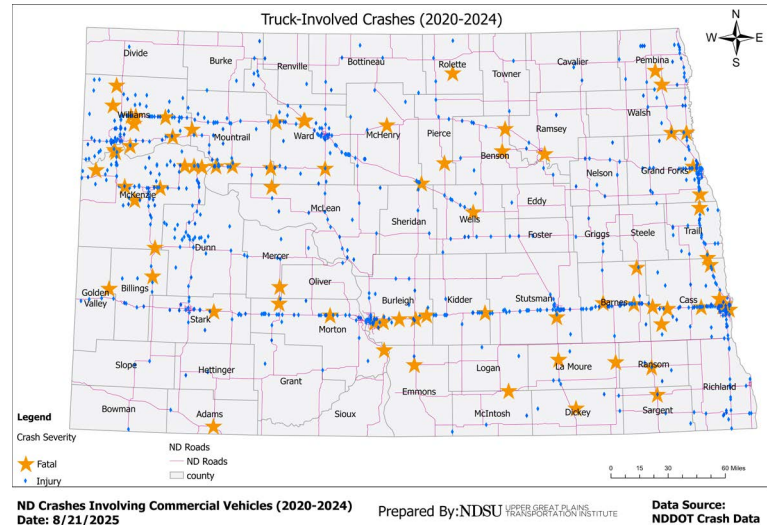 Truck-Involved Crashes (2020-2024)
N
W E
S
Divide
Burke
Renville
Bottineau
Rolette
Towner
Cavalier
Pembina
Williams
Mountrail
Ward
McHenry
Pierce
Ramsey
Walsh
Benson
Nelson
Grand Forks
McKenzie
McLean
Sheridan
Wells
Eddy
Foster
Griggs
Steele
Traill
Dunn
Mercer
Oliver
Golden
Valley
Billings
Stark
Morton
Burleigh
Kidder
Stutsman
Barnes
Cass
Slope
Hettinger
Grant
Emmons
Logan
La Moure
Ransom
Richland
Bowman
Adams
Sioux
McIntosh
Dickey
Sargent
Legend
Crash Severity
Fatal
Injury
ND Roads
ND Roads
county
0 15 30 60 Miles
ND Crashes Involving Commercial Vehicles (2020-2024)
Date: 8/21/2025
Prepared By: NDSU UPPER GREAT PLAINS
TRANSPORTATION INSTITUTE
Data Source:
NDDOT Crash Data